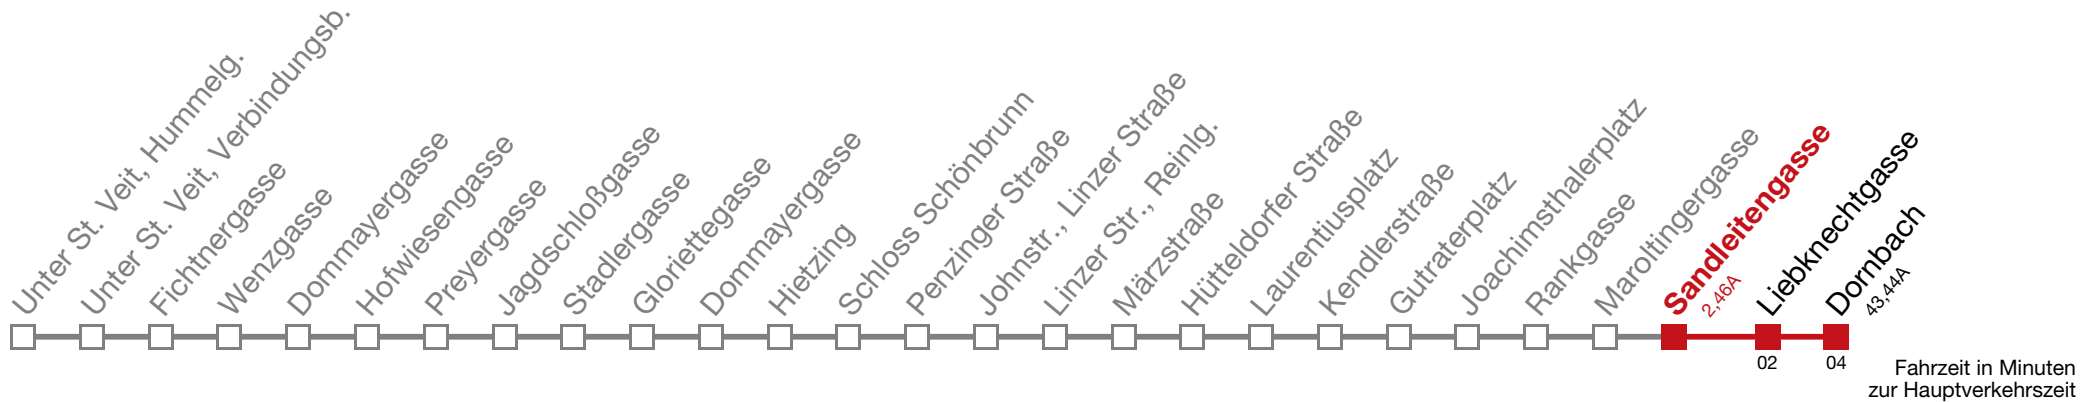 Unter St. Veit, Hummelg.
Unter St. Veit, Verbindungsb.
Fichtnergasse
Wenzgasse
Dommayergasse
Hofwiesengasse
Preyergasse
Jagdschloßgasse
Stadlergasse
Gloriettegasse
Dommayergasse
Hietzing
Schloss Schönbrunn
Penzinger Straße
Johnstr., Linzer Straße
Linzer Str., Reinlg.
Märzstraße
Hütteldorfer Straße
Laurentiusplatz
Kendlerstraße
Gutraterplatz
Joachimsthalerplatz
Rankgasse
Maroltingergasse
Sandleitengasse
2,46A
Liebknechtgasse
Dornbach
43,44A
02
04
Fahrzeit in Minuten
zur Hauptverkehrszeit